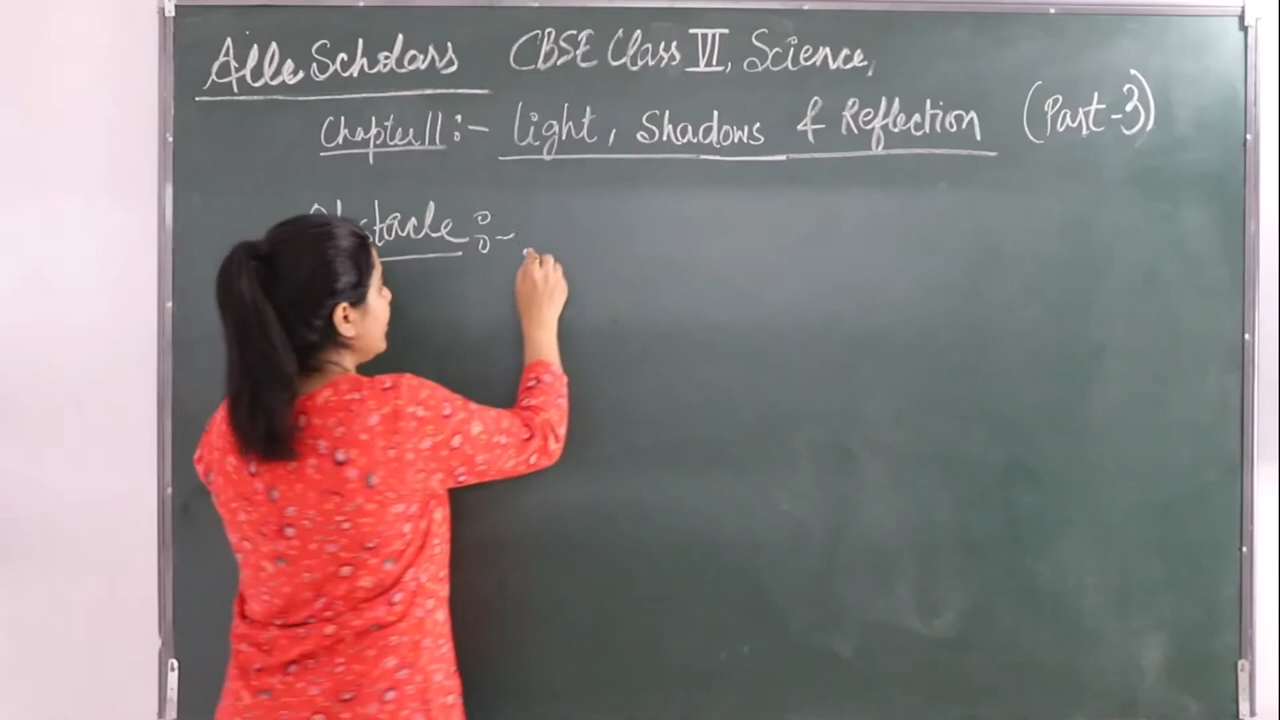 Alle Scholars CBSE Class VI, Science,
Chapter 11 :- Light, Shadows & Reflection (Part-3)
Obstacle :-